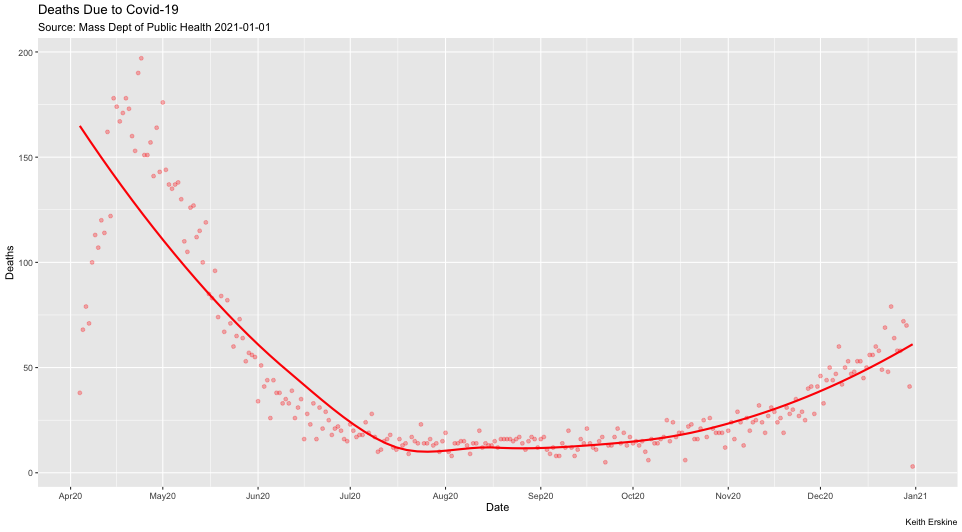 Deaths Due to Covid-19
Source: Mass Dept of Public Health 2021-01-01
200
150
100
50
0
Deaths
Apr20 May20 Jun20 Jul20 Aug20 Sep20 Oct20 Nov20 Dec20 Jan21
Date
Keith Erskine